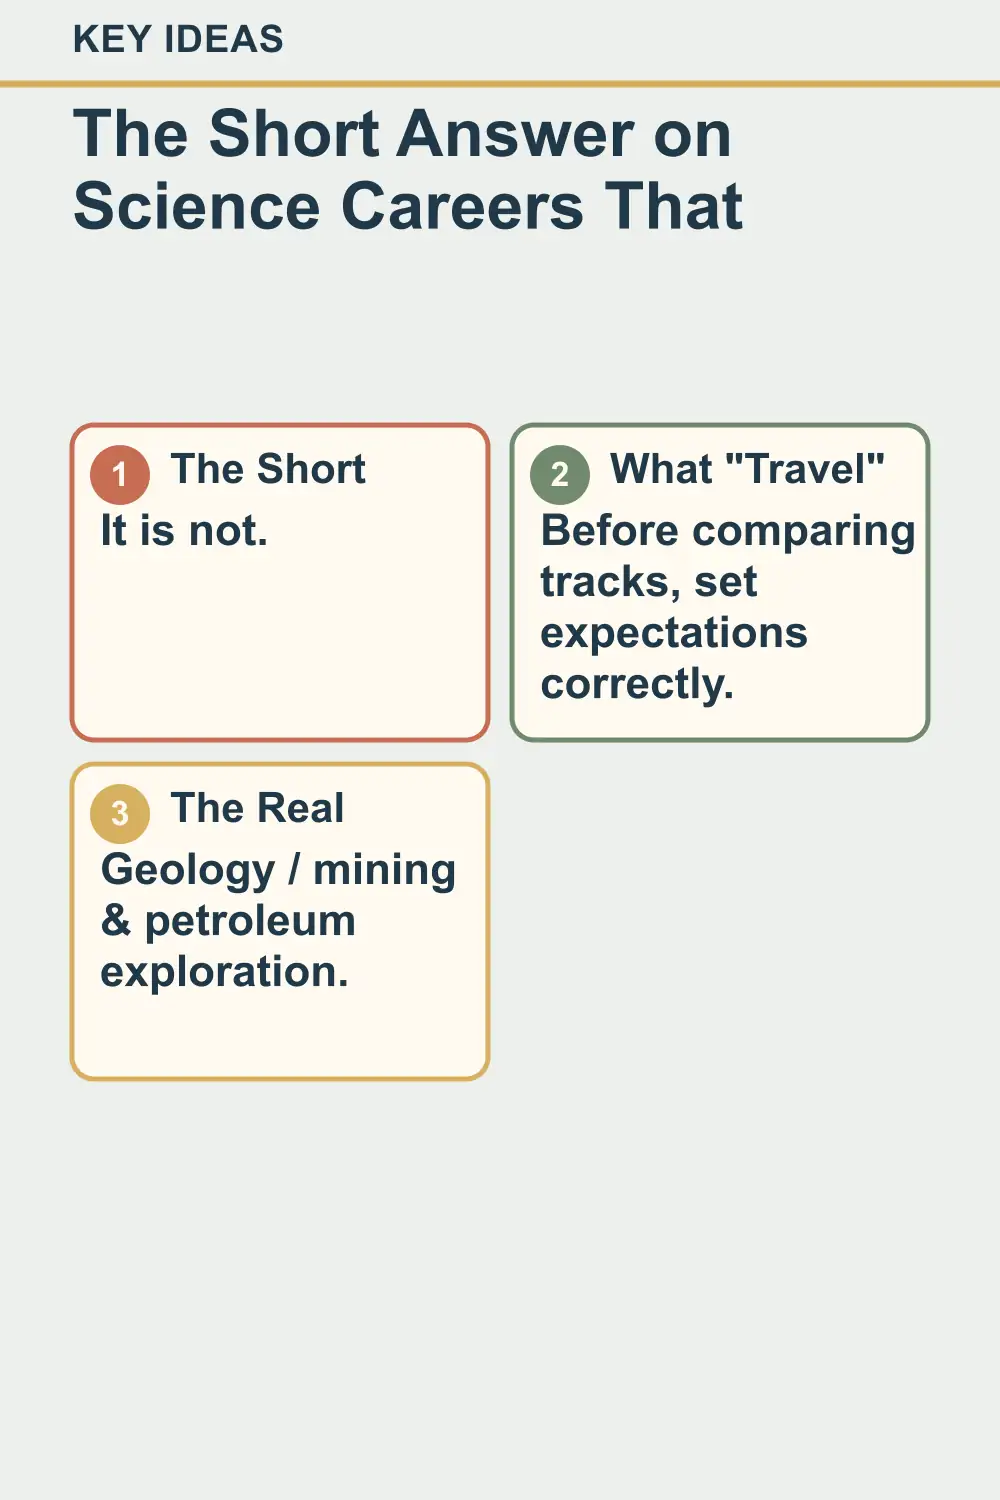 KEY IDEAS
The Short Answer on
Science Careers That
1 The Short
It is not.
2 What "Travel"
Before comparing
tracks, set
expectations
correctly.
3 The Real
Geology / mining
& petroleum
exploration.